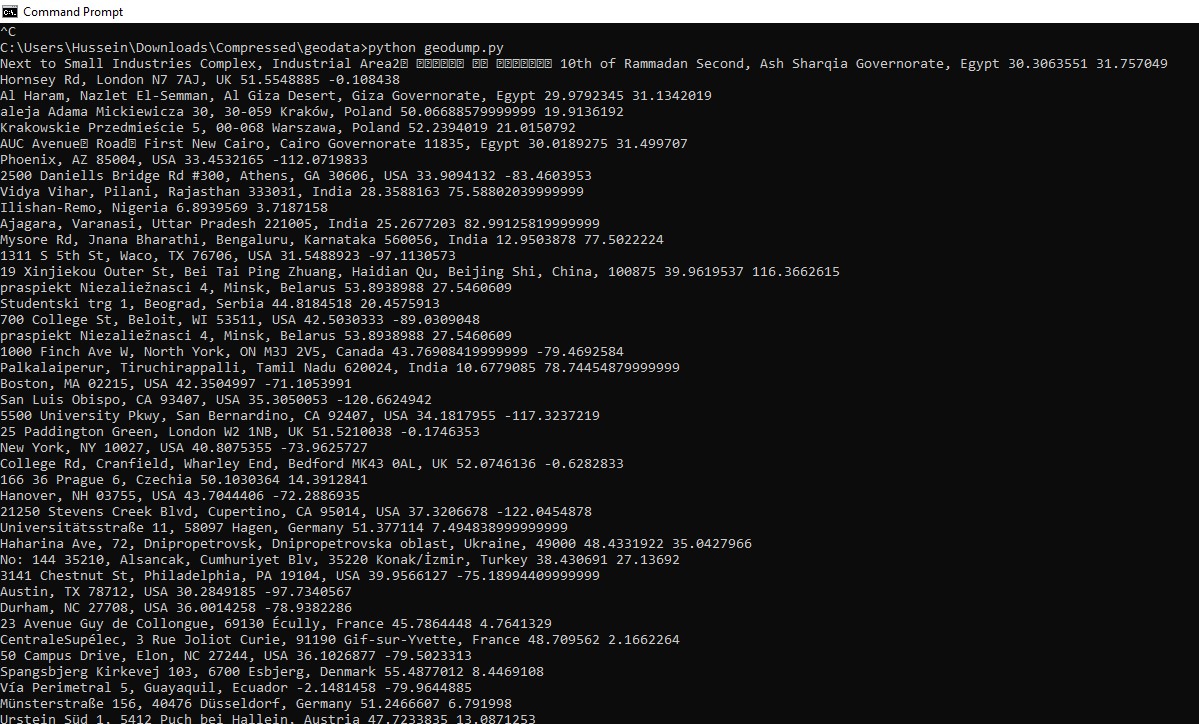 Command Prompt
^C
C:\Users\Hussein\Downloads\Compressed\geodata>python geodump.py
Next to Small Industries Complex, Industrial Area2 10th of Rammadan Second, Ash Sharqia Governorate, Egypt 30.3063551 31.757049
Hornsey Rd, London N7 7AJ, UK 51.5548885 -0.108438
Al Haram, Nazlet El-Semman, Al Giza Desert, Giza Governorate, Egypt 29.9792345 31.1342019
aleja Adama Mickiewicza 30, 30-059 Kraków, Poland 50.06688579999999 19.9136192
Krakowskie Przedmieście 5, 00-068 Warszawa, Poland 52.2394019 21.0150792
AUC Avenue Road First New Cairo, Cairo Governorate 11835, Egypt 30.0189275 31.499707
Phoenix, AZ 85004, USA 33.4532165 -112.0719833
2500 Daniells Bridge Rd #300, Athens, GA 30606, USA 33.9094132 -83.4603953
Vidya Vihar, Pilani, Rajasthan 333031, India 28.3588163 75.58802039999999
Ilishan-Remo, Nigeria 6.8939569 3.7187158
Ajagara, Varanasi, Uttar Pradesh 221005, India 25.2677203 82.99125819999999
Mysore Rd, Jnana Bharathi, Bengaluru, Karnataka 560056, India 12.9503878 77.5022224
1311 S 5th St, Waco, TX 76706, USA 31.5488923 -97.1130573
19 Xinjiekou Outer St, Bei Tai Ping Zhuang, Haidian Qu, Beijing Shi, China, 100875 39.9619537 116.3662615
praspiekt Niezaliežnasci 4, Minsk, Belarus 53.8938988 27.5460609
Studentski trg 1, Beograd, Serbia 44.8184518 20.4575913
700 College St, Beloit, WI 53511, USA 42.5030333 -89.0309048
praspiekt Niezaliežnasci 4, Minsk, Belarus 53.8938988 27.5460609
1000 Finch Ave W, North York, ON M3J 2V5, Canada 43.76908419999999 -79.4692584
Palkalaiperur, Tiruchirappalli, Tamil Nadu 620024, India 10.6779085 78.74454879999999
Boston, MA 02215, USA 42.3504997 -71.1053991
San Luis Obispo, CA 93407, USA 35.3050053 -120.6624942
5500 University Pkwy, San Bernardino, CA 92407, USA 34.1817955 -117.3237219
25 Paddington Green, London W2 1NB, UK 51.5210038 -0.1746353
New York, NY 10027, USA 40.8075355 -73.9625727
College Rd, Cranfield, Wharley End, Bedford MK43 0AL, UK 52.0746136 -0.6282833
166 36 Prague 6, Czechia 50.1030364 14.3912841
Hanover, NH 03755, USA 43.7044406 -72.2886935
21250 Stevens Creek Blvd, Cupertino, CA 95014, USA 37.3206678 -122.0454878
Universitätsstraße 11, 58097 Hagen, Germany 51.377114 7.494838999999999
Haharina Ave, 72, Dnipropetrovsk, Dnipropetrovska oblast, Ukraine, 49000 48.4331922 35.0427966
No: 144 35210, Alsancak, Cumhuriyet Blv, 35220 Konak/İzmir, Turkey 38.430691 27.13692
3141 Chestnut St, Philadelphia, PA 19104, USA 39.9566127 -75.18994409999999
Austin, TX 78712, USA 30.2849185 -97.7340567
Durham, NC 27708, USA 36.0014258 -78.9382286
23 Avenue Guy de Collongue, 69130 Écully, France 45.7864448 4.7641329
CentraleSupélec, 3 Rue Joliot Curie, 91190 Gif-sur-Yvette, France 48.709562 2.1662264
50 Campus Drive, Elon, NC 27244, USA 36.1026877 -79.5023313
Spangsbjerg Kirkevej 103, 6700 Esbjerg, Denmark 55.4877012 8.4469108
Vía Perimetral 5, Guayaquil, Ecuador -2.1481458 -79.9644885
Münsterstraße 156, 40476 Düsseldorf, Germany 51.2466607 6.791998
Urstein Süd 1, 5412 Puch bei Hallein, Austria 47.7233835 13.0871253